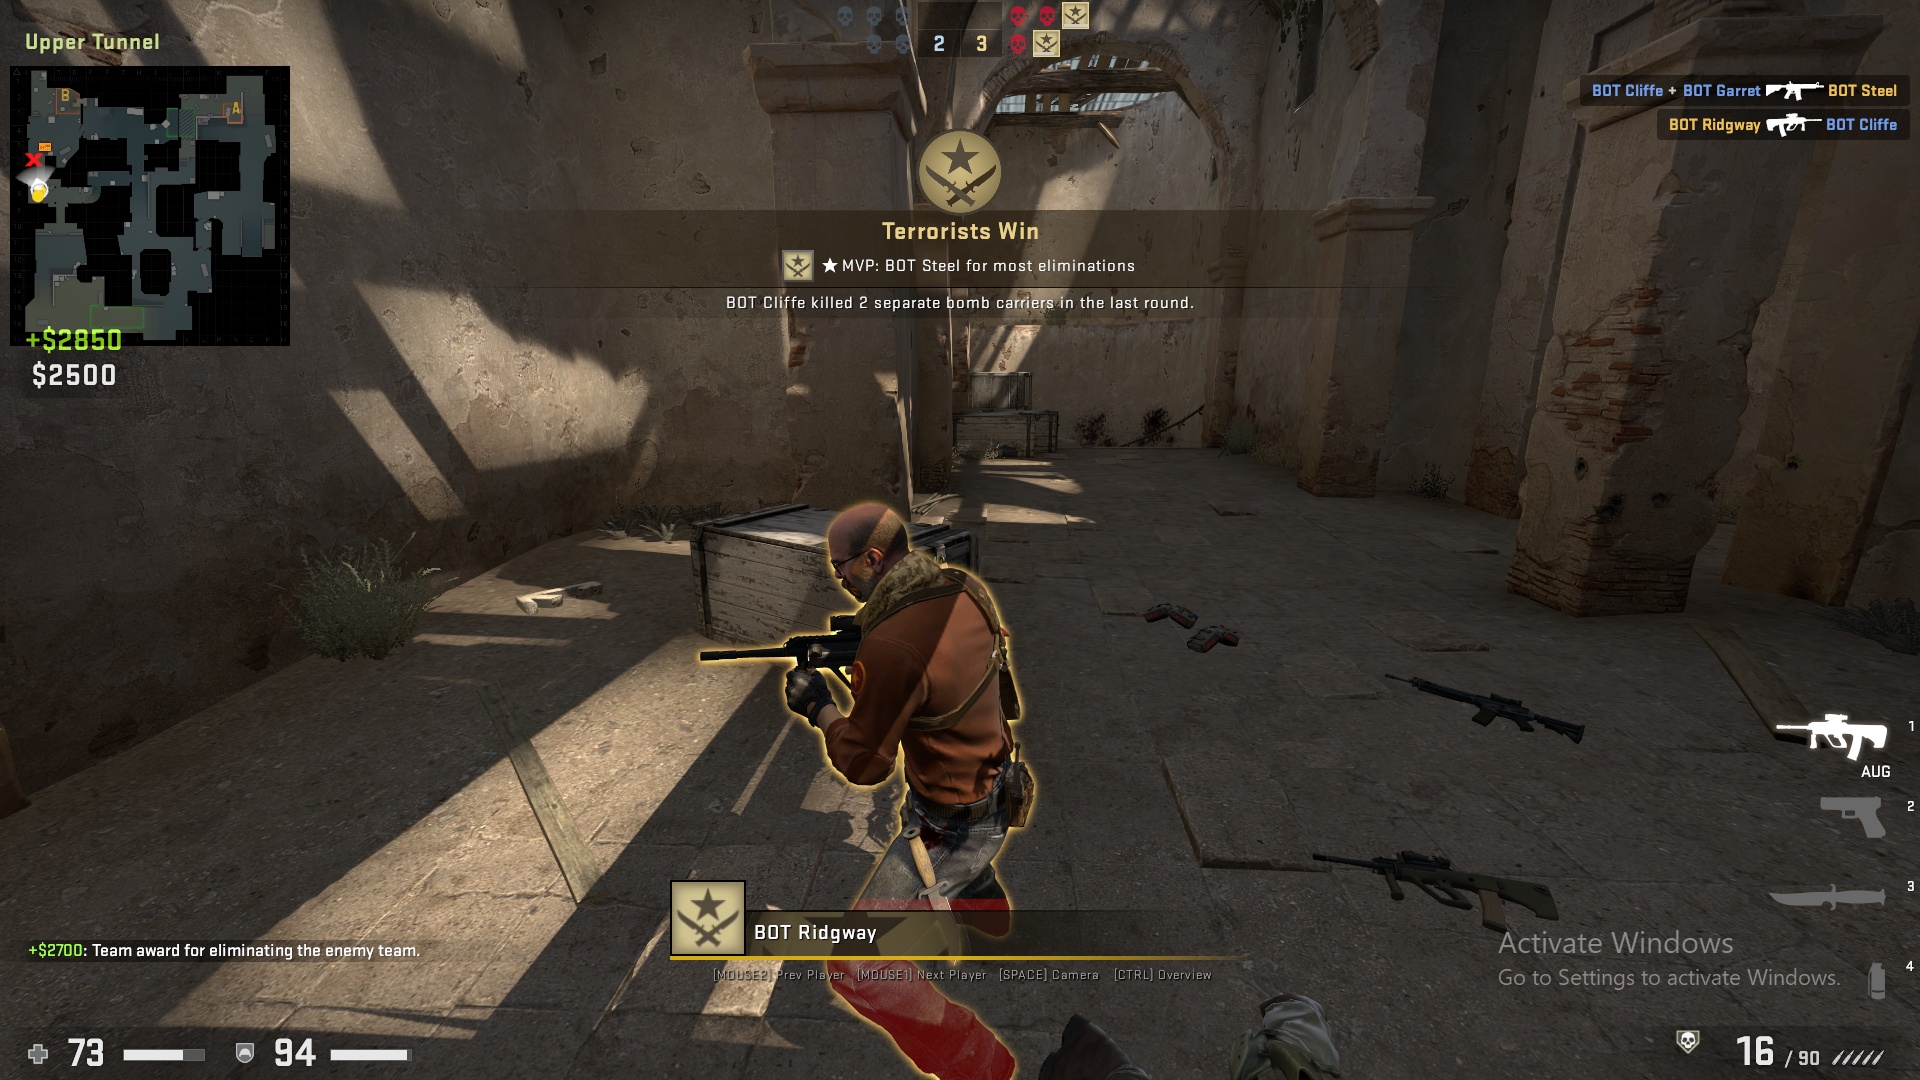 Upper Tunnel
B
A
2 3
BOT Cliffe + BOT Garret BOT Steel
BOT Ridgway BOT Cliffe
Terrorists Win
MVP: BOT Steel for most eliminations
BOT Cliffe killed 2 separate bomb carriers in the last round.
+$2850
$2500
1
AUG
2
3
4
BOT Ridgway
[MOUSE2] Prev Player [MOUSE1] Next Player [SPACE] Camera [CTRL] Overview
+$2700: Team award for eliminating the enemy team.
Activate Windows
Go to Settings to activate Windows.
73 94
16 / 90